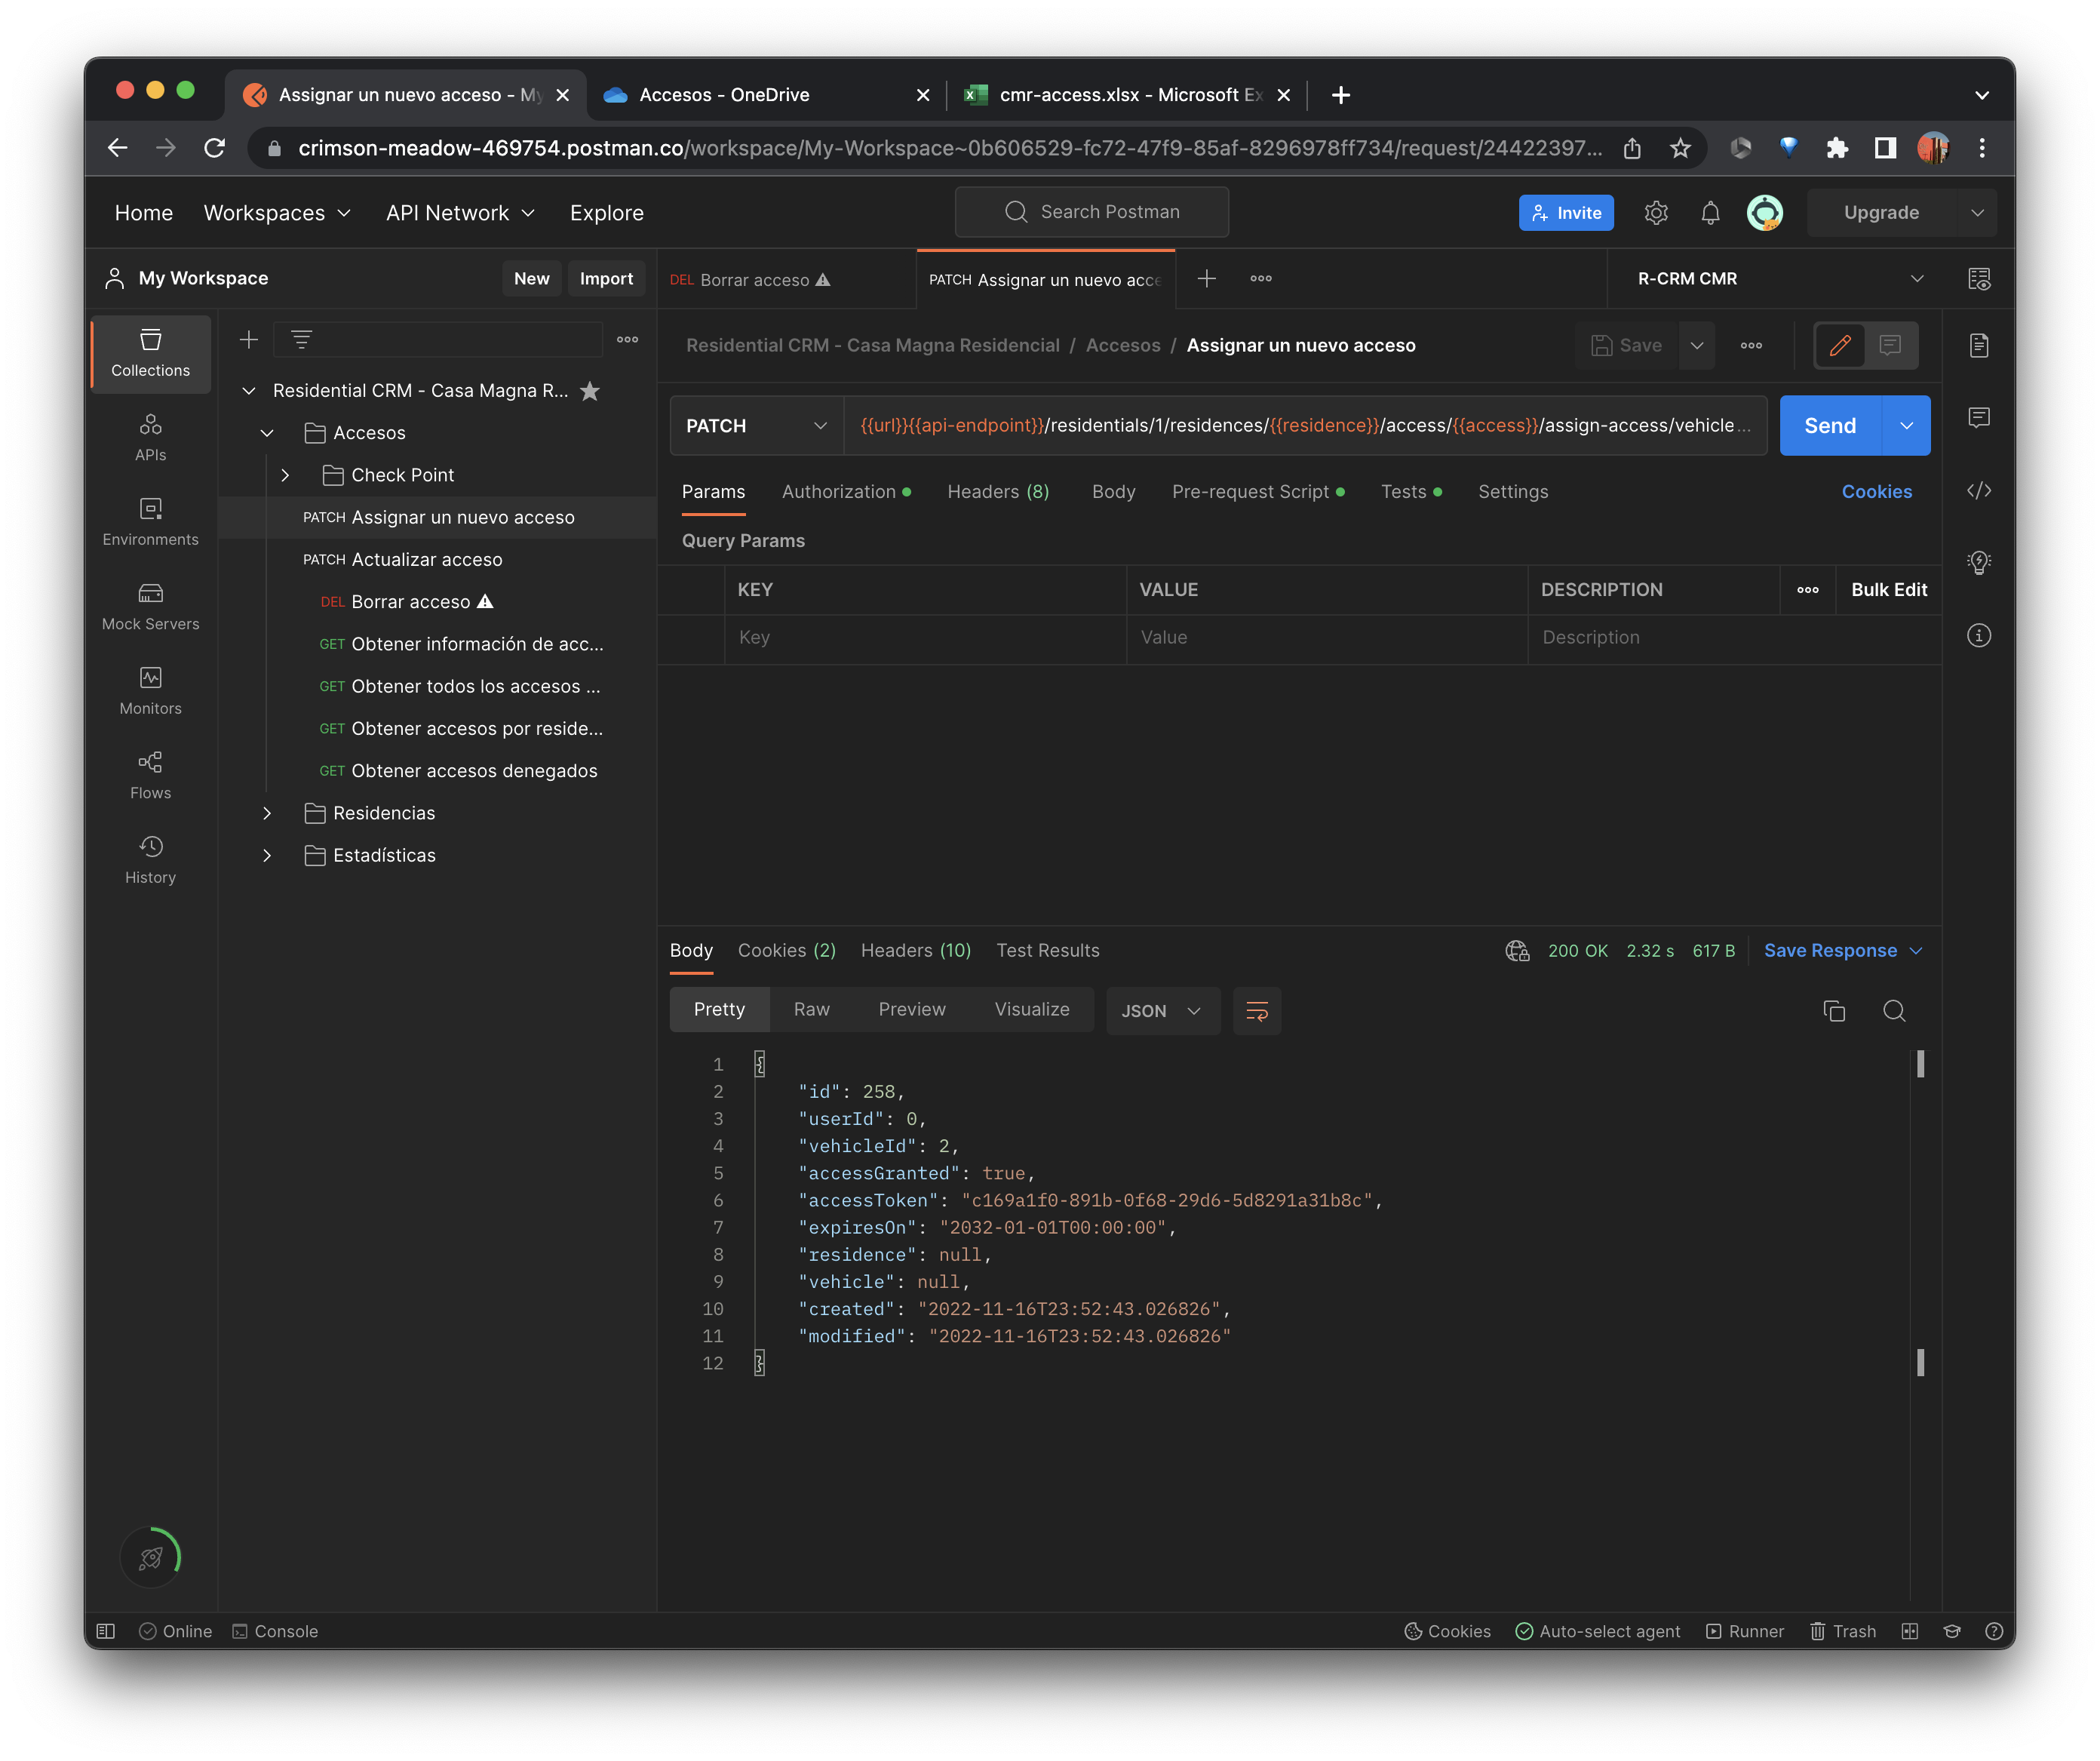 Assignar un nuevo acceso - My
Accesos - OneDrive
cmr-access.xlsx - Microsoft Ex
crimson-meadow-469754.postman.co/workspace/My-Workspace~0b606529-fc72-47f9-85af-8296978ff734/request/24422397...
Home
Workspaces
API Network
Explore
Search Postman
Invite
Upgrade
My Workspace
New
Import
DEL Borrar acceso
PATCH Assignar un nuevo acce
R-CRM CMR
Collections
APIs
Environments
Mock Servers
Monitors
Flows
History
Residential CRM - Casa Magna R...
Accesos
Check Point
PATCH Assignar un nuevo acceso
PATCH Actualizar acceso
DEL Borrar acceso
GET Obtener información de acc...
GET Obtener todos los accesos ...
GET Obtener accesos por reside...
GET Obtener accesos denegados
Residencias
Estadísticas
Residential CRM - Casa Magna Residencial / Accesos / Assignar un nuevo acceso
Save
PATCH
{{url}}{{api-endpoint}}/residentials/1/residences/{{residence}}/access/{{access}}/assign-access/vehicle...
Send
Params
Authorization
Headers (8)
Body
Pre-request Script
Tests
Settings
Cookies
Query Params
KEY
VALUE
DESCRIPTION
Bulk Edit
Key
Value
Description
Body
Cookies (2)
Headers (10)
Test Results
200 OK
2.32 s
617 B
Save Response
Pretty
Raw
Preview
Visualize
JSON
1 {
2 "id": 258,
3 "userId": 0,
4 "vehicleId": 2,
5 "accessGranted": true,
6 "accessToken": "c169a1f0-891b-0f68-29d6-5d8291a31b8c",
7 "expiresOn": "2032-01-01T00:00:00",
8 "residence": null,
9 "vehicle": null,
10 "created": "2022-11-16T23:52:43.026826",
11 "modified": "2022-11-16T23:52:43.026826"
12 }
Online
Console
Cookies
Auto-select agent
Runner
Trash